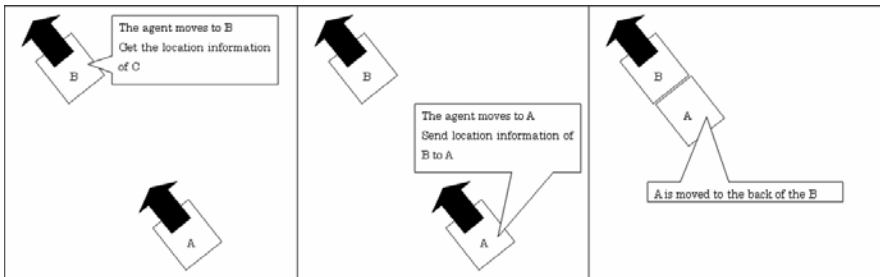 The agent moves to B
Get the location information
of C
B
A
B
The agent moves to A
Send location information of
B to A
A
B
A
A is moved to the back of the B